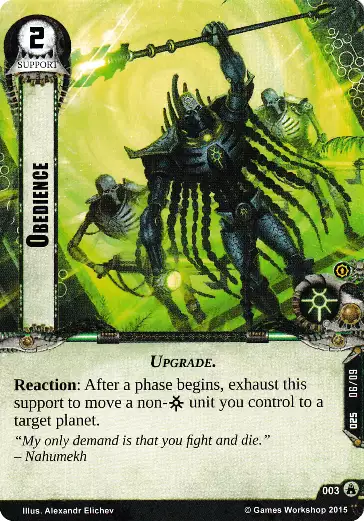 2
SUPPORT
OBEDIENCE
UPGRADE.
Reaction: After a phase begins, exhaust this
support to move a non- unit you control to a
target planet.
"My only demand is that you fight and die."
– Nahumekh
025 06/09
003
Illus. Alexandr Elichev
© Games Workshop 2015